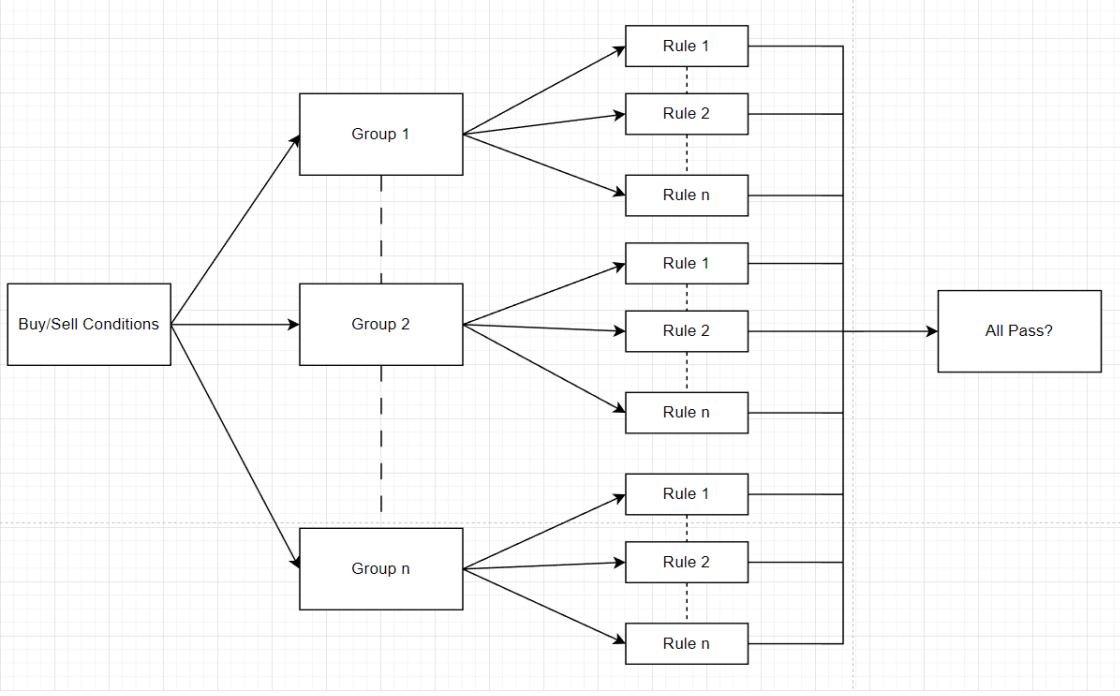 Buy/Sell Conditions
Group 1
Rule 1
Rule 2
Rule n
Group 2
Rule 1
Rule 2
Rule n
Group n
Rule 1
Rule 2
Rule n
All Pass?